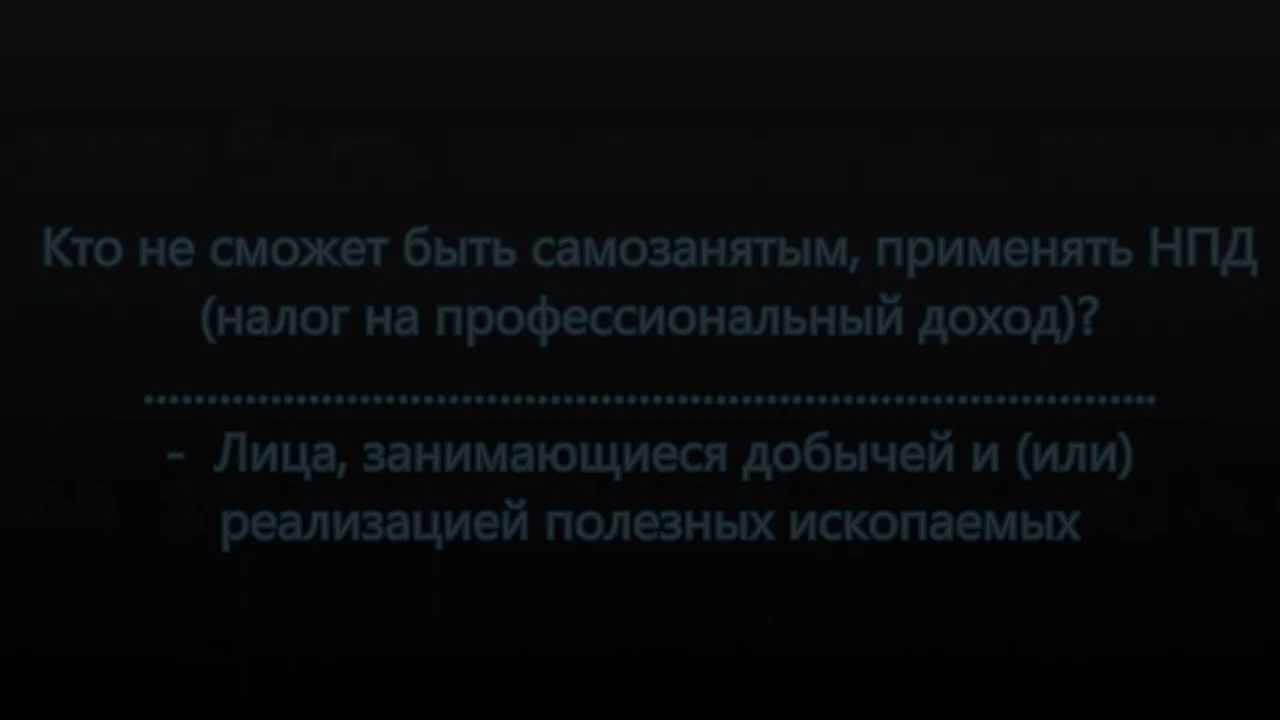 Кто не сможет быть самозанятым, применять НПД
(налог на профессиональный доход)?
................................................................................
- Лица, занимающиеся добычей и (или)
реализацией полезных ископаемых